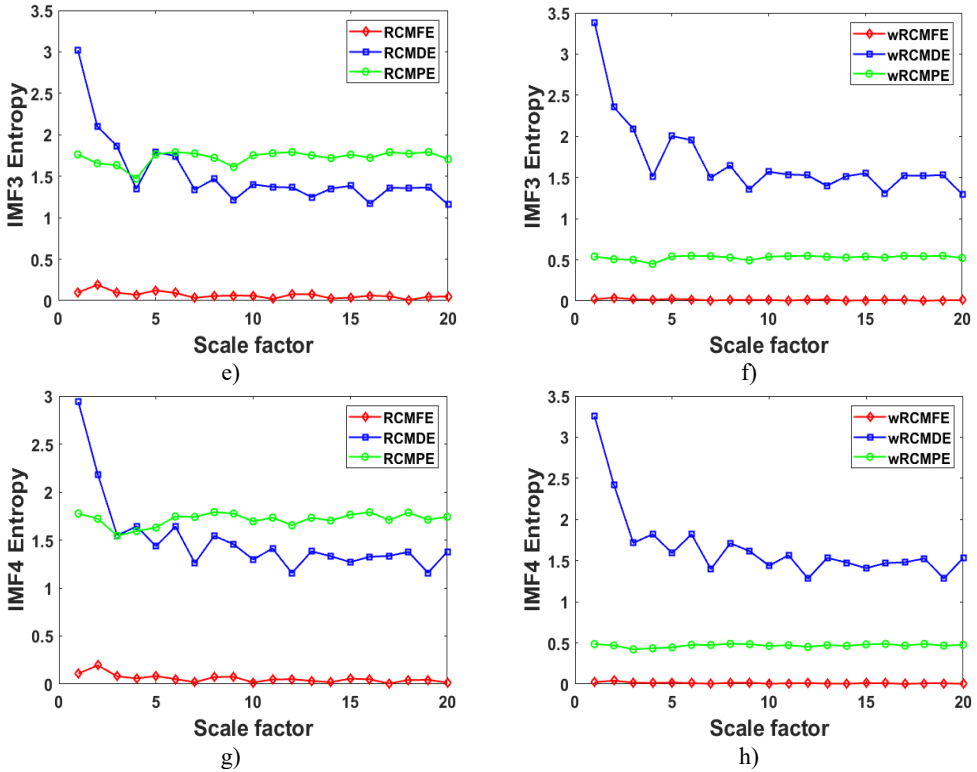 3.5
3
2.5
2
1.5
1
0.5
0
0 5 10 15 20
IMF3 Entropy
Scale factor
RCMFE
RCMDE
RCMPE
e)
3.5
3
2.5
2
1.5
1
0.5
0
0 5 10 15 20
IMF3 Entropy
Scale factor
wRCMFE
wRCMDE
wRCMPE
f)
3
2.5
2
1.5
1
0.5
0
0 5 10 15 20
IMF4 Entropy
Scale factor
RCMFE
RCMDE
RCMPE
g)
3.5
3
2.5
2
1.5
1
0.5
0
0 5 10 15 20
IMF4 Entropy
Scale factor
wRCMFE
wRCMDE
wRCMPE
h)